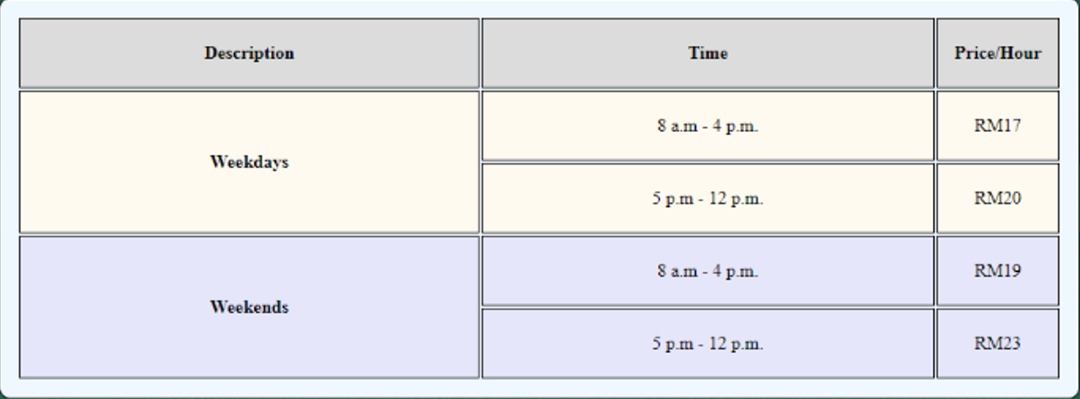 Description Time Price/Hour
Weekdays
8 a.m - 4 p.m. RM17
5 p.m - 12 p.m. RM20
Weekends
8 a.m - 4 p.m. RM19
5 p.m - 12 p.m. RM23